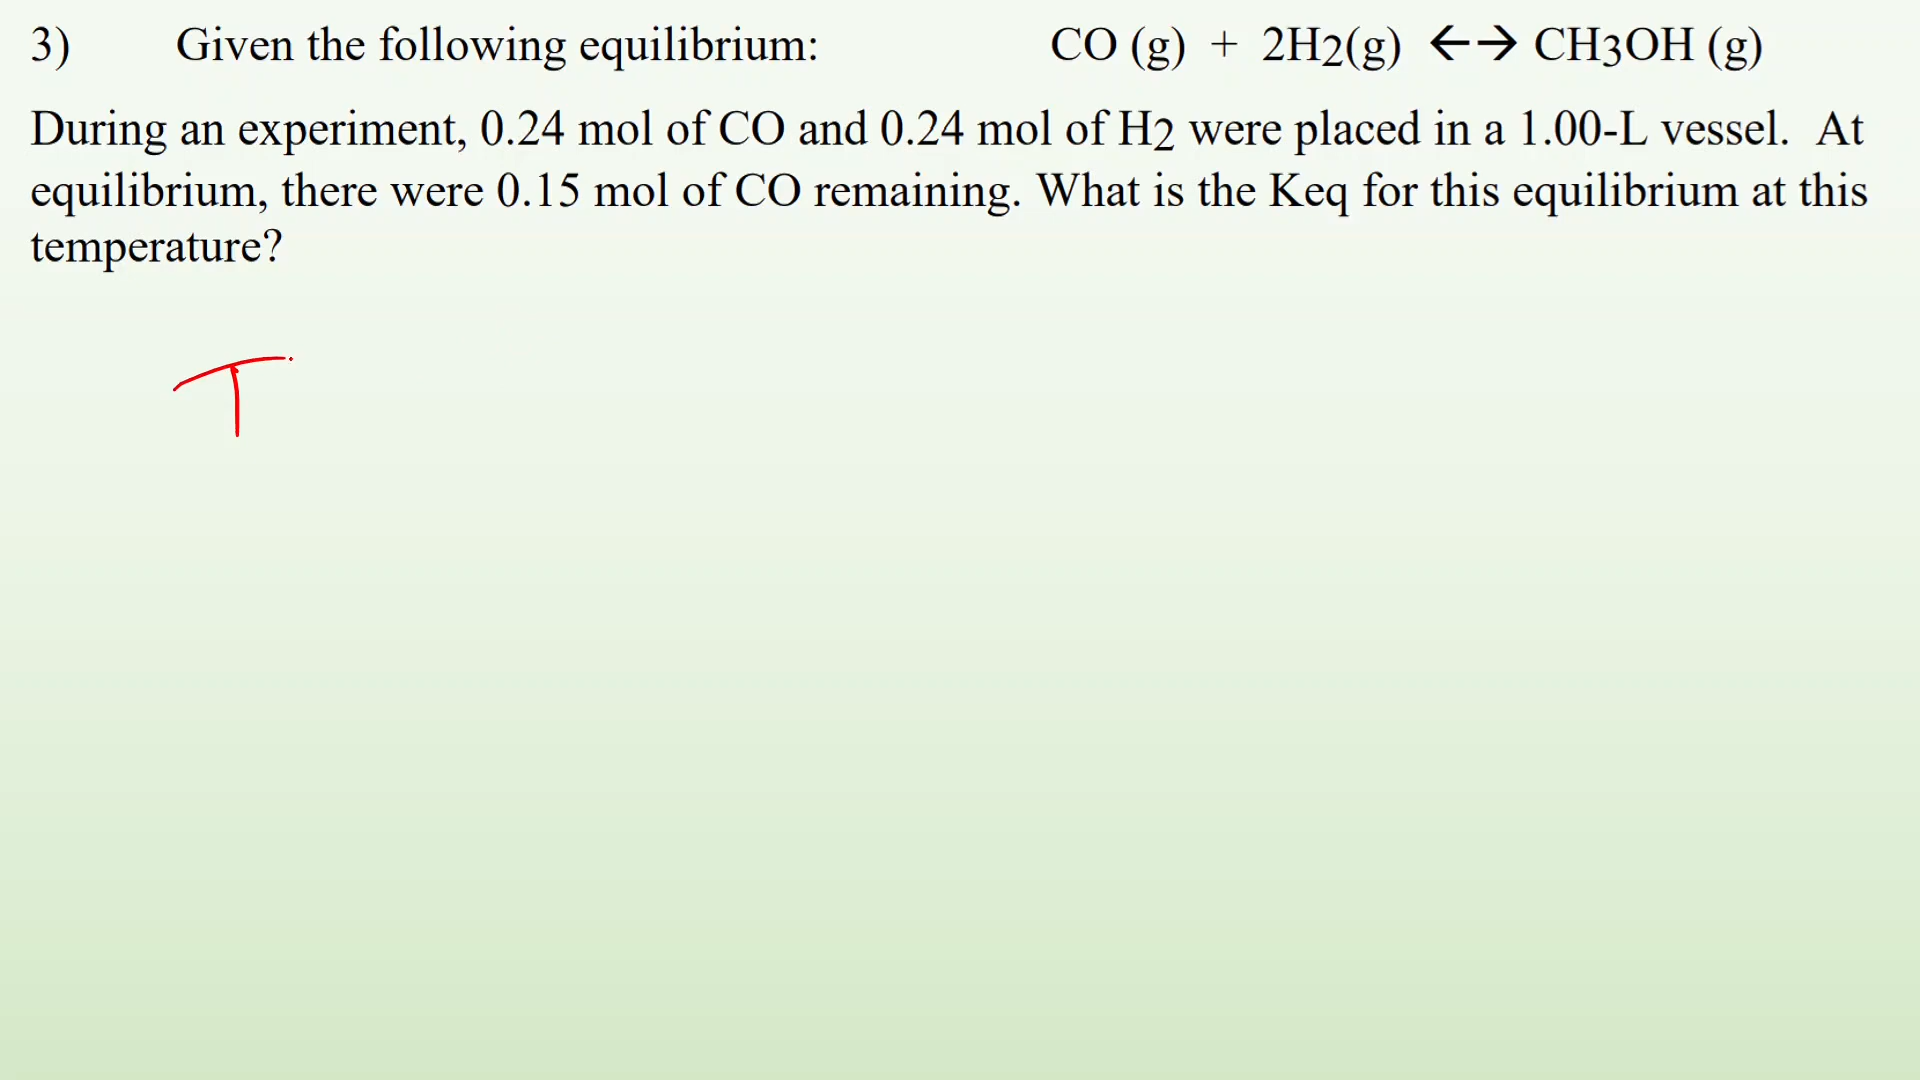 3) Given the following equilibrium: CO (g) + 2H2(g) ←→ CH3OH (g)
During an experiment, 0.24 mol of CO and 0.24 mol of H2 were placed in a 1.00-L vessel. At
equilibrium, there were 0.15 mol of CO remaining. What is the Keq for this equilibrium at this
temperature?
T